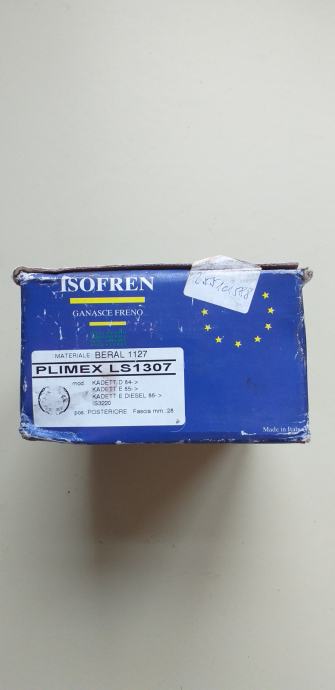 ISOFREN
GANASCE FRENO
MATERIALE BERAL 1127
PLIMEX LS1307
mod. KADETT D 84->
KADETT E 85->
KADETT E DIESEL 86->
IS3220
pos. POSTERIORE Fascia mm. 28
Made in Italy